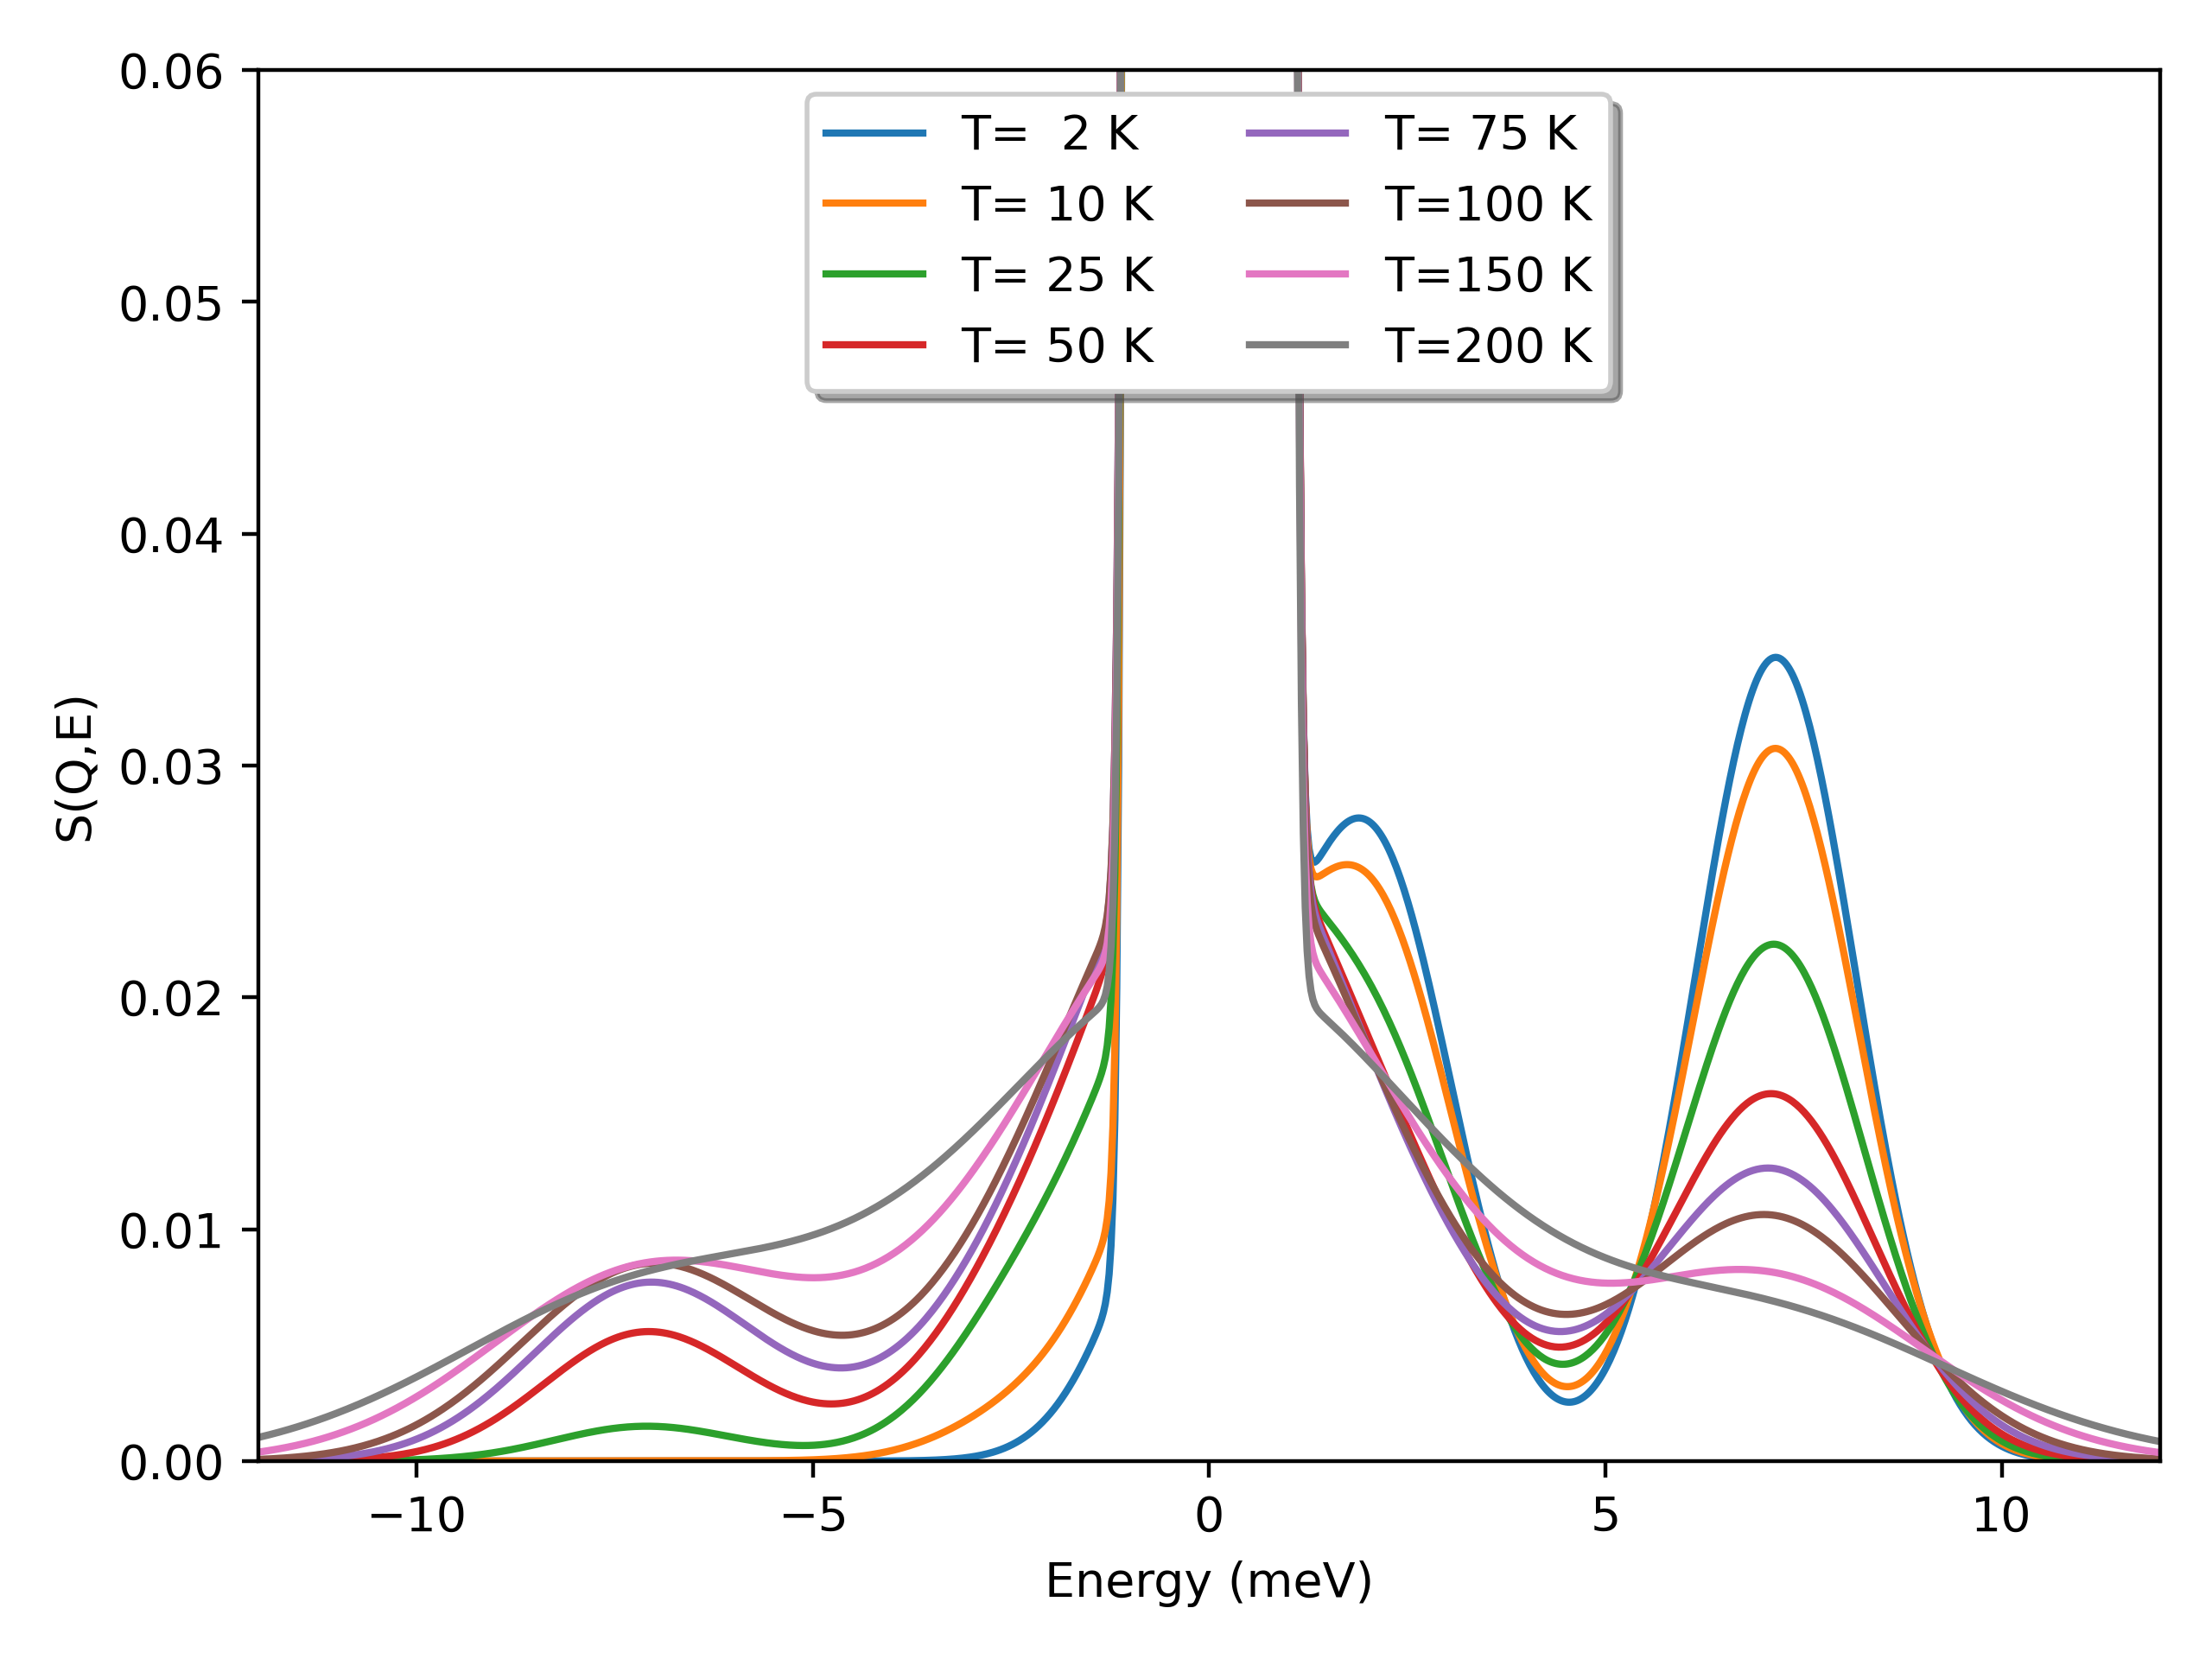 0.06
0.05
0.04
0.03
0.02
0.01
0.00
S(Q,E)
T=  2 K
T= 10 K
T= 25 K
T= 50 K
T= 75 K
T=100 K
T=150 K
T=200 K
−10 −5 0 5 10
Energy (meV)